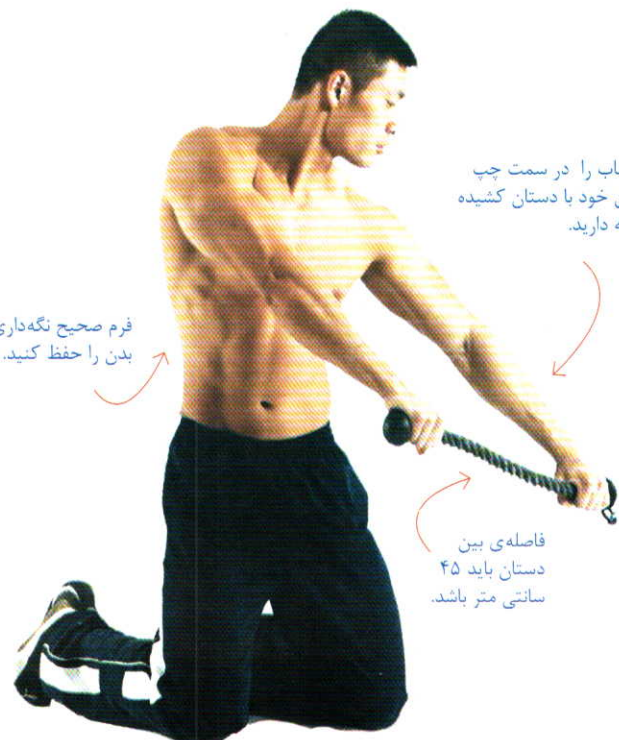 را در سمت چپ
خود با دستان کشیده
دارید.
فرم صحیح نگه‌داری
بدن را حفظ کنید.
فاصله‌ی بین
دستان باید ۴۵
سانتی متر باشد.